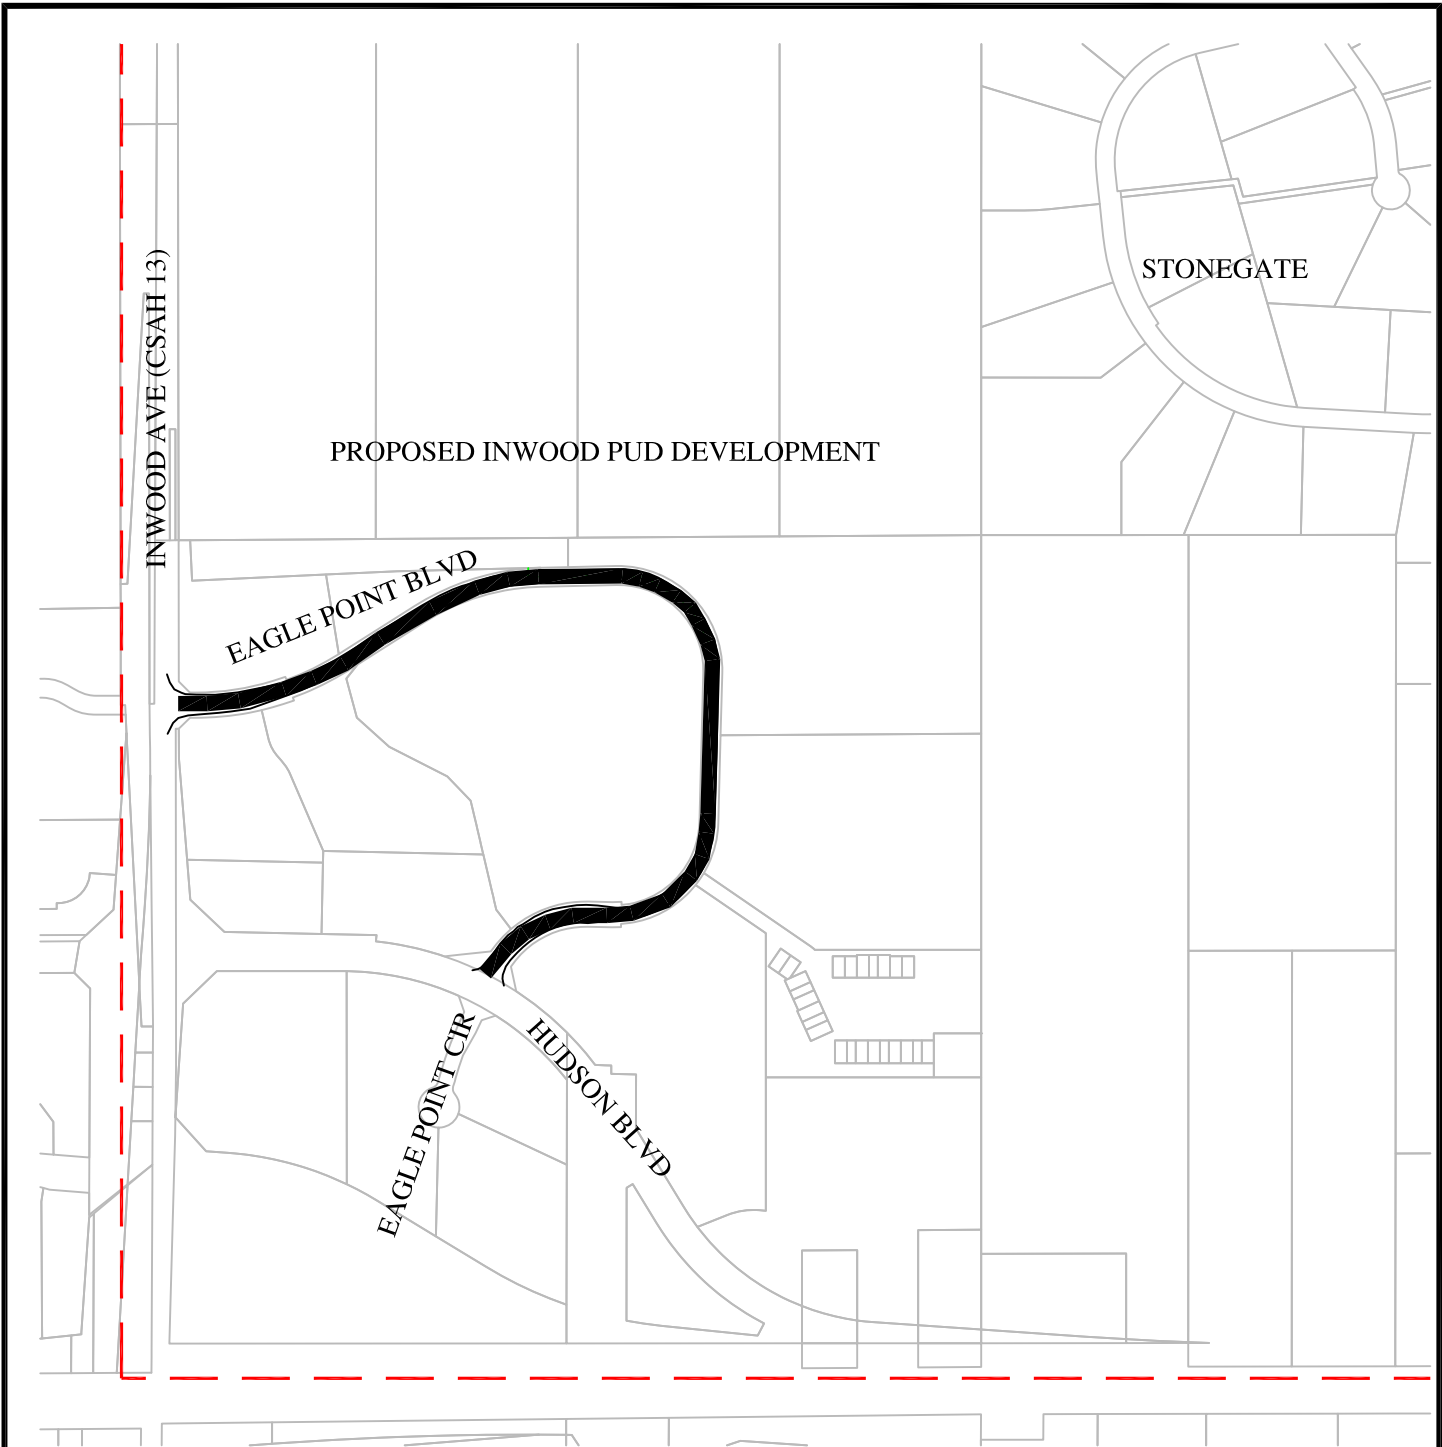 STONEGATE
INWOOD AVE (CSAH 13)
PROPOSED INWOOD PUD DEVELOPMENT
EAGLE POINT BLVD
EAGLE POINT CIR
HUDSON BLVD